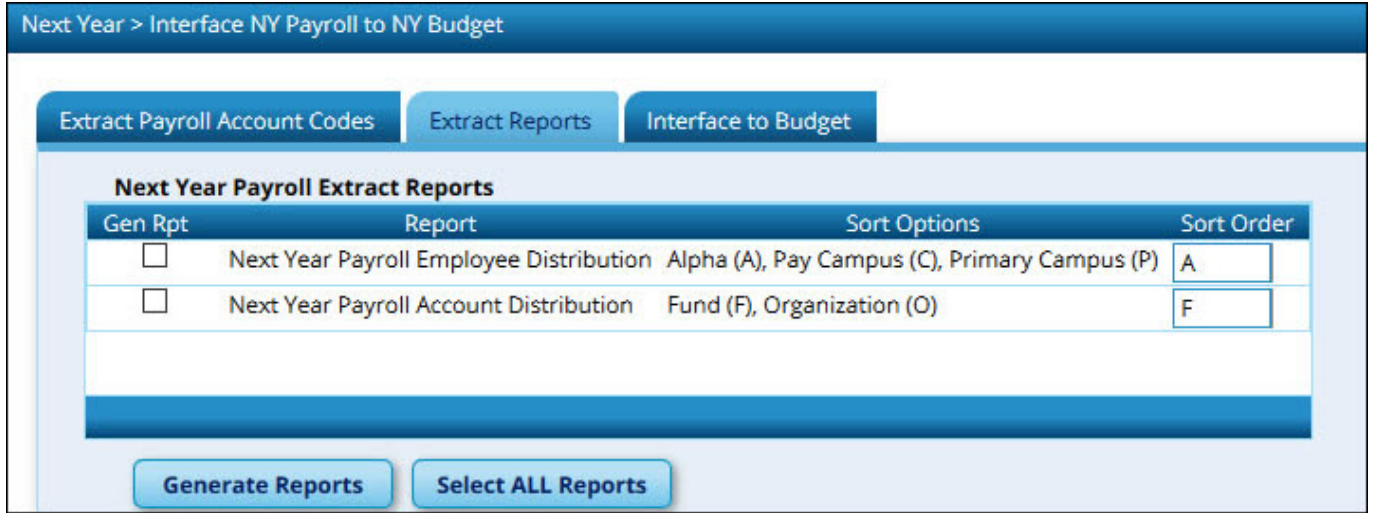 Next Year > Interface NY Payroll to NY Budget
Extract Payroll Account Codes Extract Reports Interface to Budget
Next Year Payroll Extract Reports
Gen Rpt Report Sort Options Sort Order
Next Year Payroll Employee Distribution Alpha (A), Pay Campus (C), Primary Campus (P) A
Next Year Payroll Account Distribution Fund (F), Organization (O) F
Generate Reports Select ALL Reports